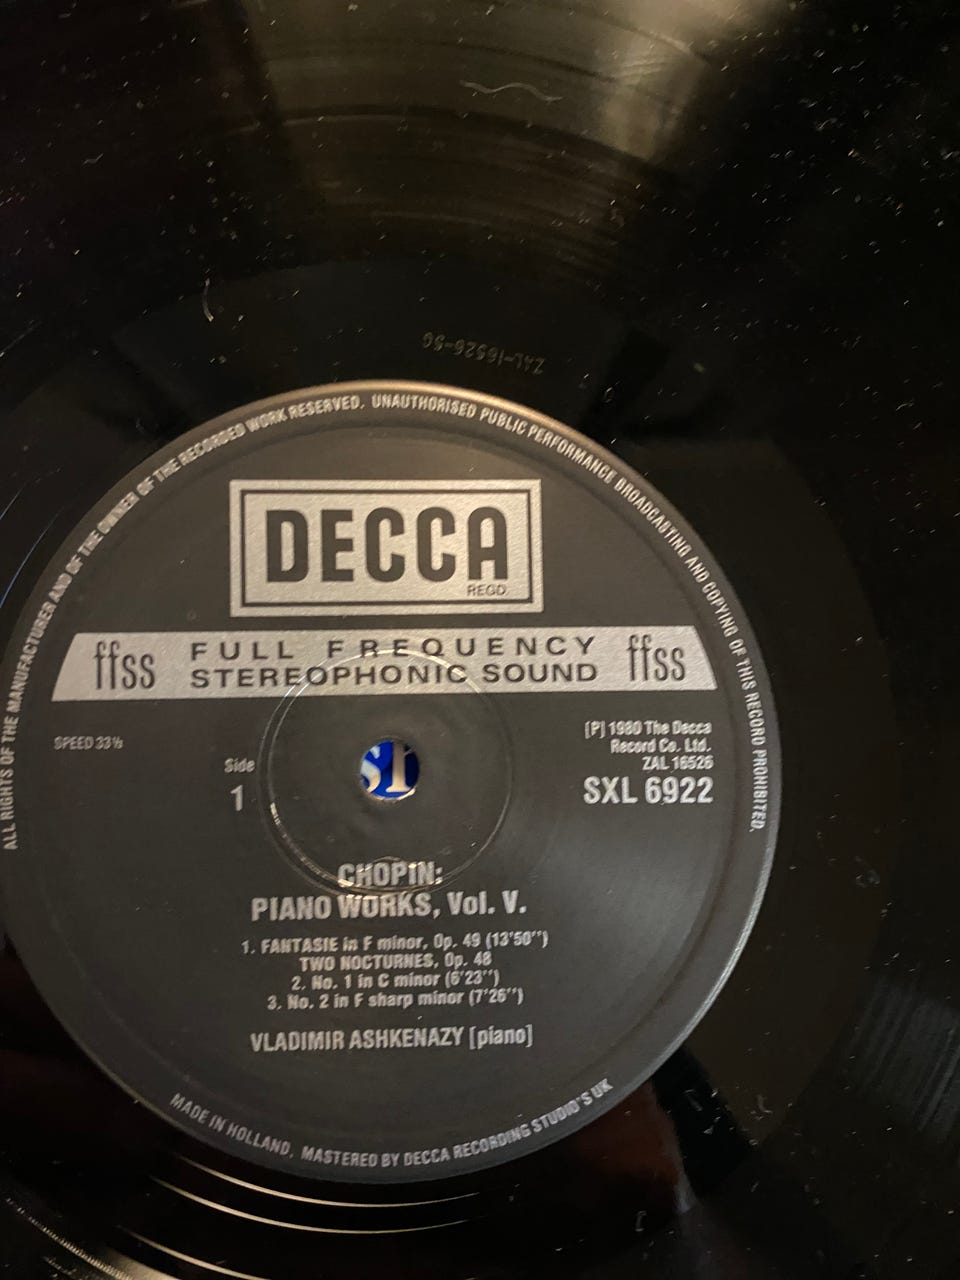 ZAL-16526-5G
ALL RIGHTS OF THE MANUFACTURER AND OF THE OWNER OF THE RECORDED WORK RESERVED. UNAUTHORISED PUBLIC PERFORMANCE BROADCASTING AND COPYING OF THIS RECORD PROHIBITED.
DECCA
REGD.
ffss FULL FREQUENCY ffss
STEREOPHONIC SOUND
SPEED 33⅓
[P] 1980 The Decca
Record Co. Ltd.
ZAL 16526
SXL 6922
Side
1
CHOPIN:
PIANO WORKS, Vol. V.
1. FANTASIE in F minor, Op. 49 (13'50'')
TWO NOCTURNES, Op. 48
2. No. 1 in C minor (6'23'')
3. No. 2 in F sharp minor (7'26'')
VLADIMIR ASHKENAZY [piano]
MADE IN HOLLAND, MASTERED BY DECCA RECORDING STUDIO'S UK